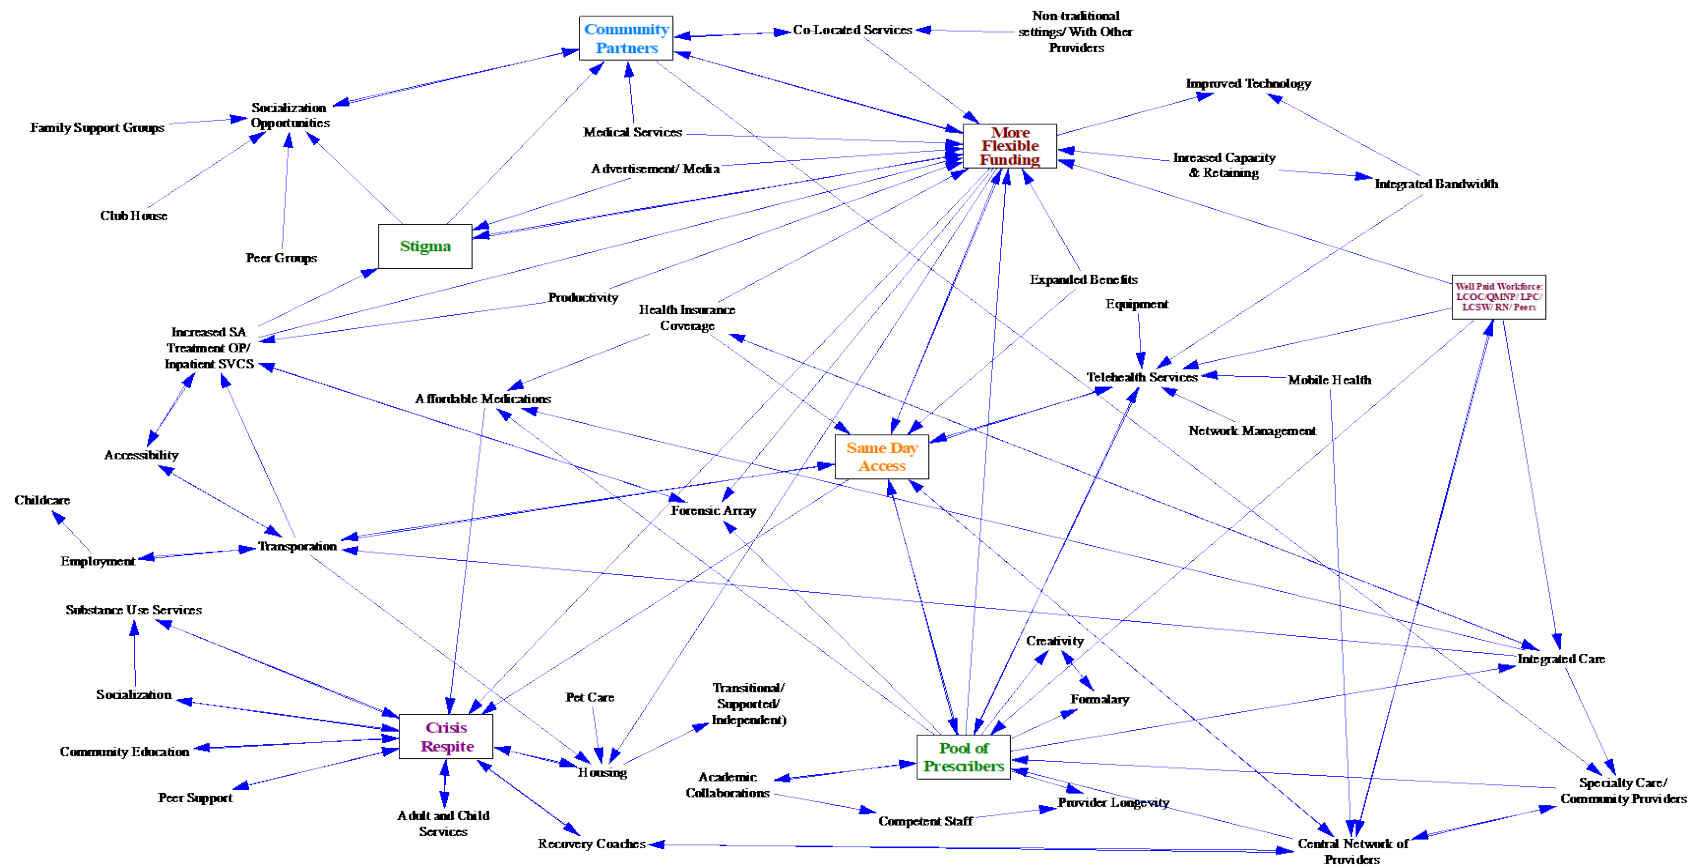 Community
Partners
Co-Located Services
Non-traditional
settings/ With Other
Providers
Improved Technology
Socialization
Opportunities
Family Support Groups
Medical Services
More
Flexible
Funding
Advertisement/ Media
Inreased Capacity
& Retaining
Integrated Bandwidth
Club House
Stigma
Peer Groups
Productivity
Health Insurance
Coverage
Expanded Benefits
Equipment
Well Paid Workforce:
LCOC/QMNP/ LPC/
LCSW/ RN/ Peers
Increased SA
Treatment OP/
Inpatient SVCS
Telehealth Services
Mobile Health
Affordable Medications
Network Management
Accessibility
Same Day
Access
Childcare
Forensic Array
Employment
Transporation
Substance Use Services
Creativity
Integrated Care
Socialization
Pet Care
Transitional/
Supported/
Independent)
Formalary
Crisis
Respite
Community Education
Pool of
Prescribers
Housing
Academic
Collaborations
Specialty Care/
Community Providers
Peer Support
Provider Longevity
Adult and Child
Services
Competent Staff
Recovery Coaches
Central Network of
Providers